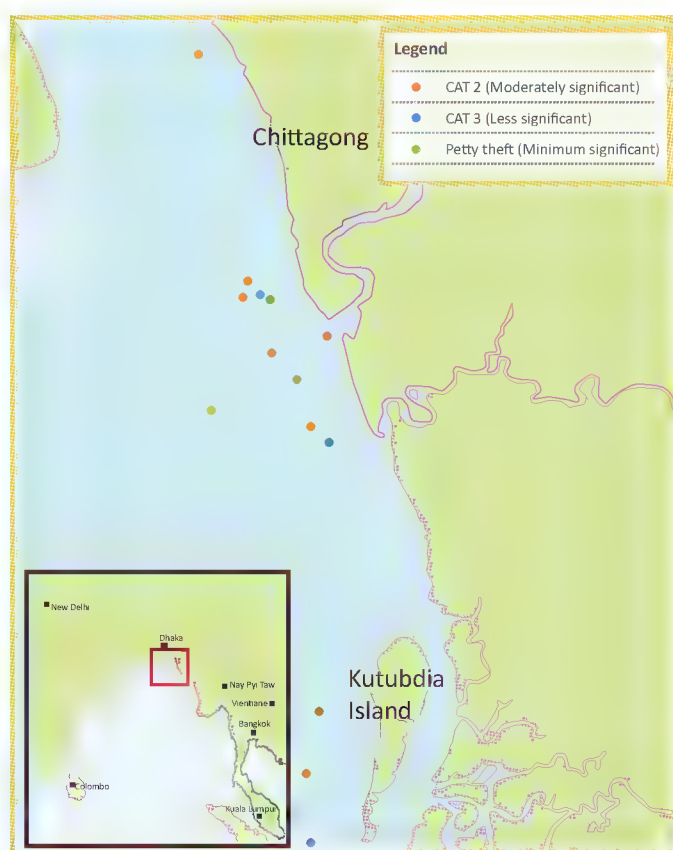 Legend
CAT 2 (Moderately significant)
CAT 3 (Less significant)
Petty theft (Minimum significant)
Chittagong
Kutubdia
Island
New Delhi
Dhaka
Nay Pyi Taw
Vientiane
Bangkok
Colombo
Kuala Lumpur